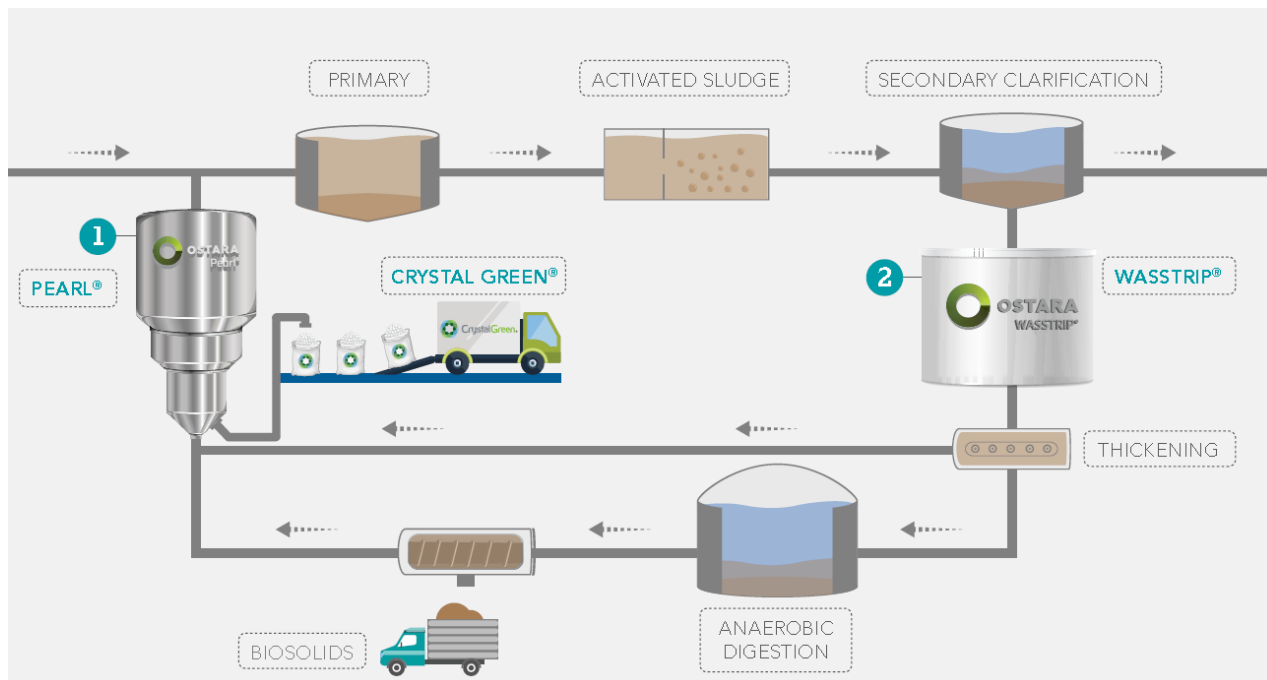 PRIMARY
ACTIVATED SLUDGE
SECONDARY CLARIFICATION
1
OSTARA
Pearl
PEARL®
CRYSTAL GREEN®
CrystalGreen.
2
OSTARA
WASSTRIP®
WASSTRIP®
THICKENING
ANAEROBIC
DIGESTION
BIOSOLIDS